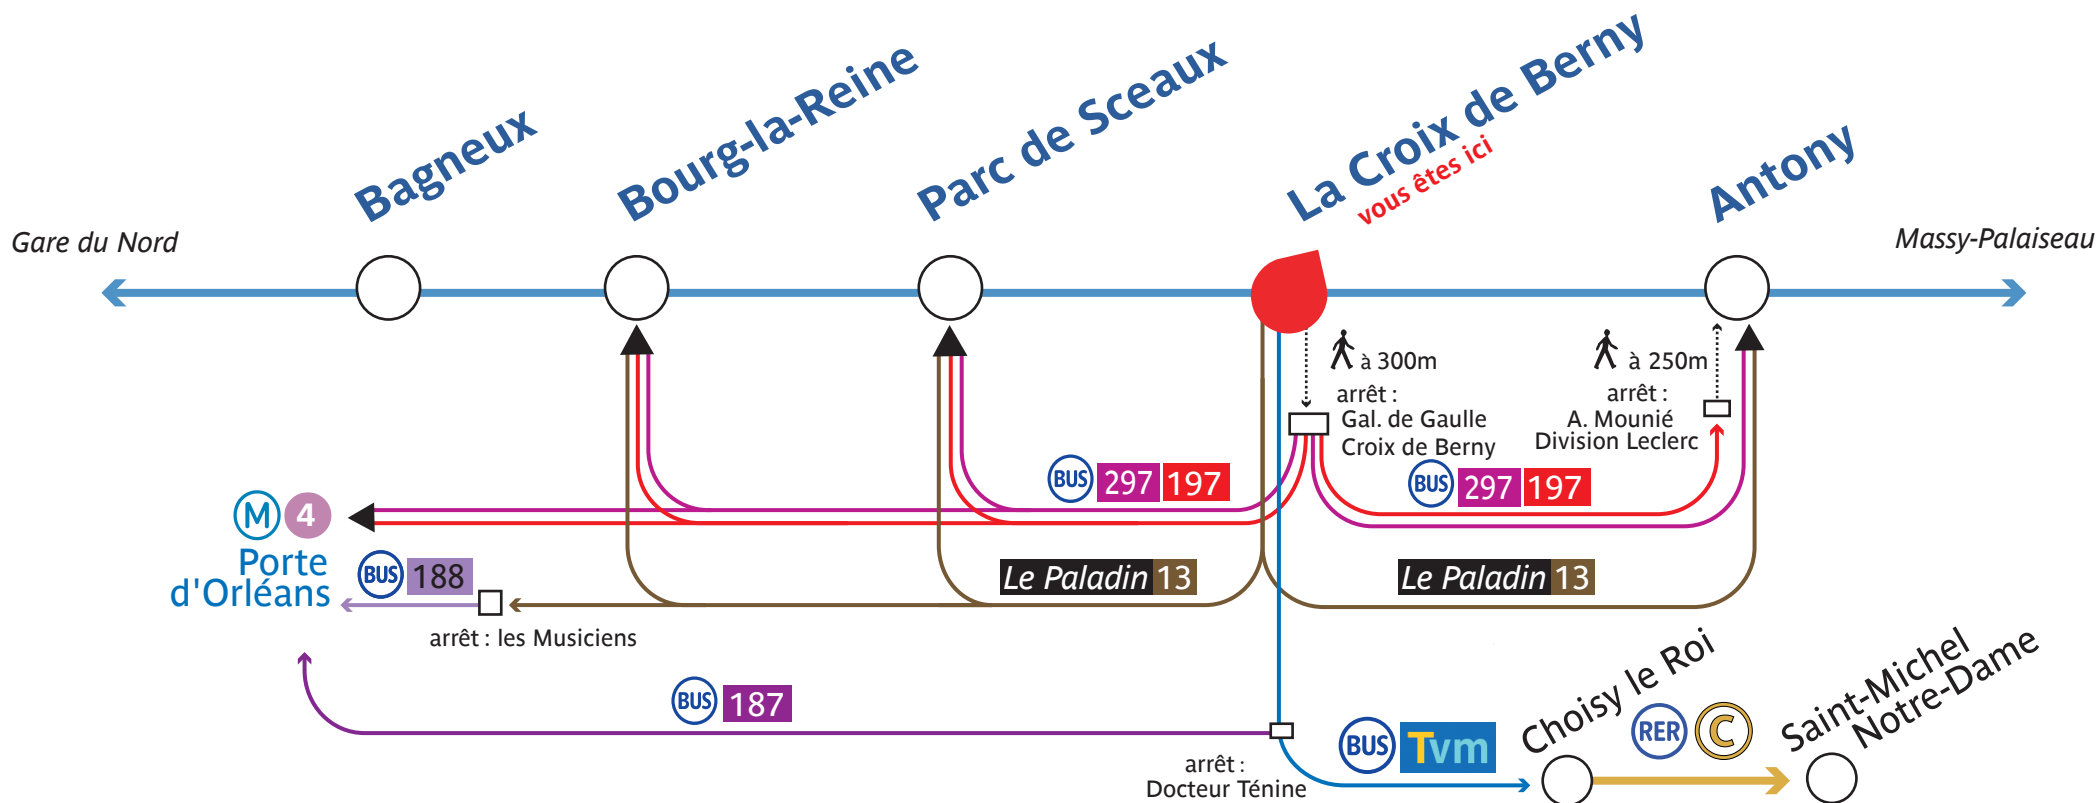 Bagneux
Bourg-la-Reine
Parc de Sceaux
La Croix de Berny
vous êtes ici
Antony
Gare du Nord
Massy-Palaiseau
à 300m
arrêt :
Gal. de Gaulle
Croix de Berny
à 250m
arrêt :
A. Mounié
Division Leclerc
BUS 297 197
BUS 297 197
M 4
Porte
d'Orléans
BUS 188
arrêt : les Musiciens
Le Paladin 13
Le Paladin 13
BUS 187
arrêt :
Docteur Ténine
BUS Tvm
Choisy le Roi
RER C
Saint-Michel
Notre-Dame